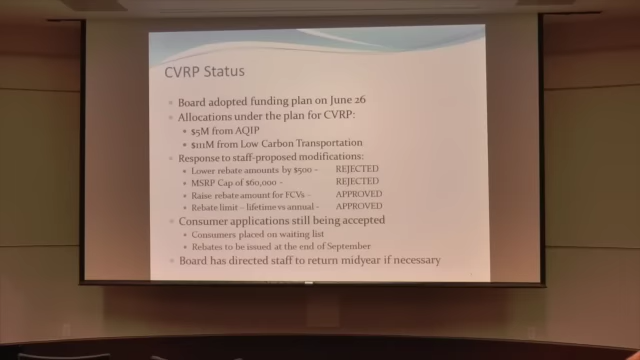 CVRP Status
Board adopted funding plan on June 26
Allocations under the plan for CVRP:
$5M from AQIP
$111M from Low Carbon Transportation
Response to staff-proposed modifications:
Lower rebate amounts by $500 – REJECTED
MSRP Cap of $60,000 – REJECTED
Raise rebate amount for FCVs – APPROVED
Rebate limit – lifetime vs annual – APPROVED
Consumer applications still being accepted
Consumers placed on waiting list
Rebates to be issued at the end of September
Board has directed staff to return midyear if necessary